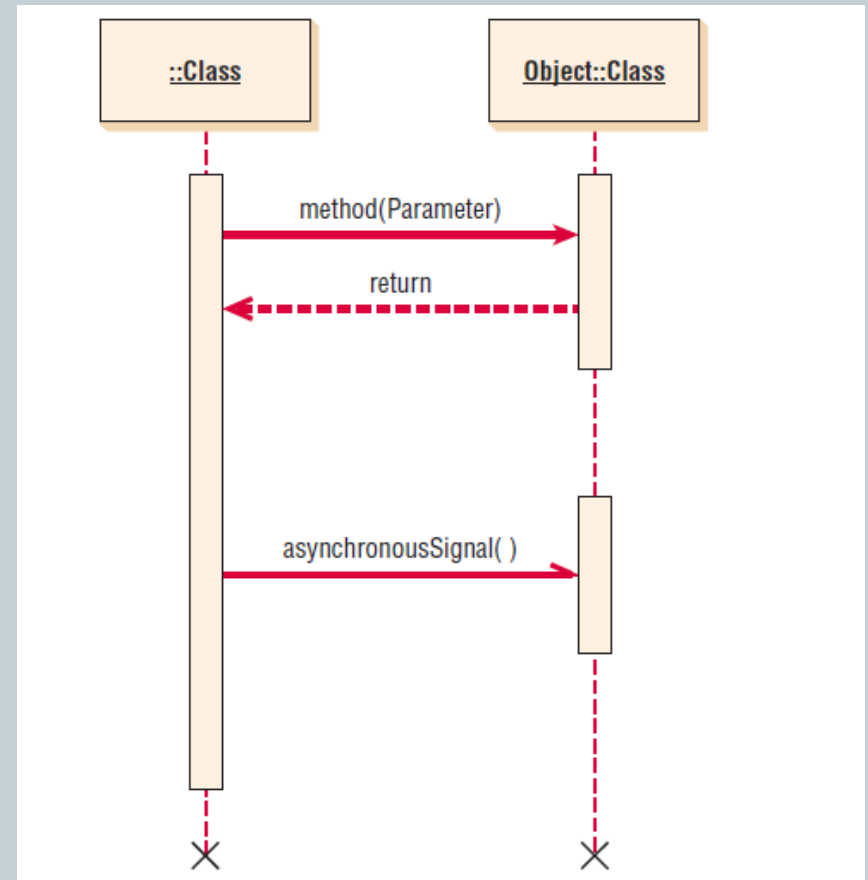 ::Class
Object::Class
method(Parameter)
return
asynchronousSignal( )